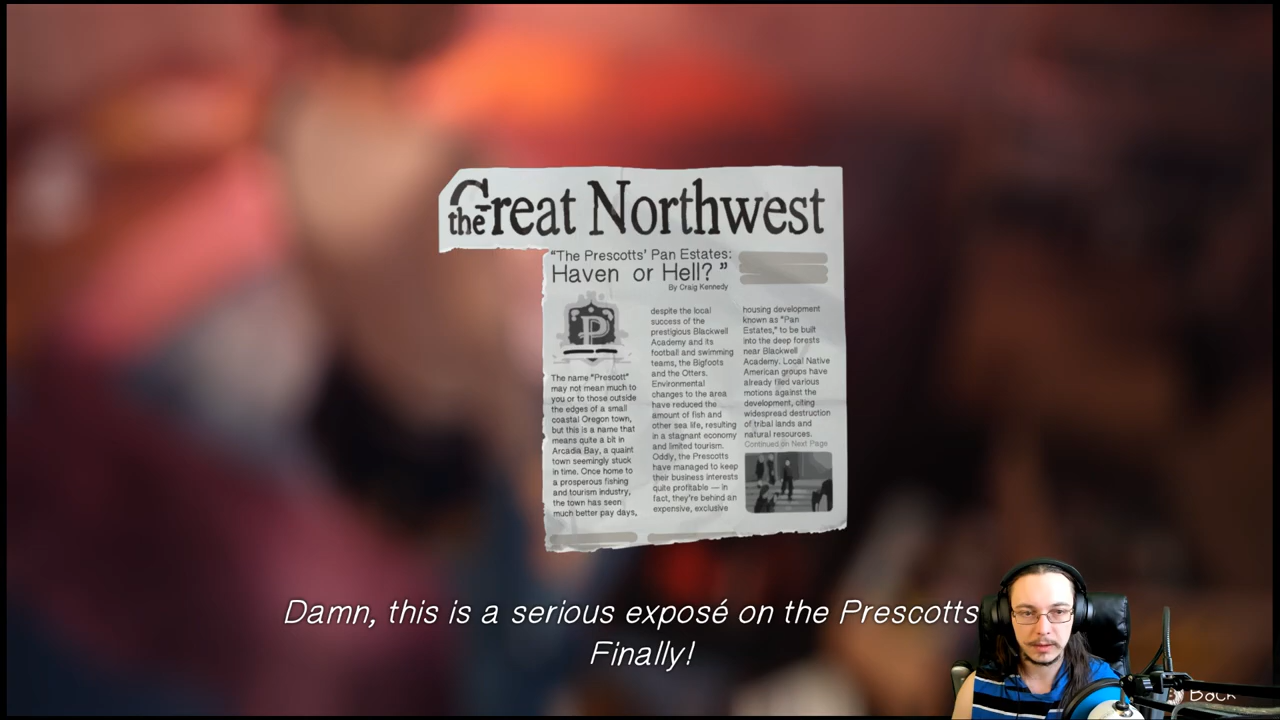 the Great Northwest
"The Prescotts' Pan Estates:
Haven or Hell?"
By Craig Kennedy
P
The name "Prescott"
may not mean much to
you or to those outside
the edges of a small
coastal Oregon town,
but this is a name that
means quite a bit in
Arcadia Bay, a quaint
town seemingly stuck
in time. Once home to
a prosperous fishing
and tourism industry,
the town has seen
much better pay days,
despite the local
success of the
prestigious Blackwell
Academy and its
football and swimming
teams, the Bigfoots
and the Otters.
Environmental
changes to the area
have reduced the
amount of fish and
other sea life, resulting
in a stagnant economy
and limited tourism.
Oddly, the Prescotts
have managed to keep
their business interests
quite profitable — in
fact, they're behind an
expensive, exclusive
housing development
known as "Pan
Estates," to be built
into the deep forests
near Blackwell
Academy. Local Native
American groups have
already filed various
motions against the
development, citing
widespread destruction
of tribal lands and
natural resources.
Continued on Next Page
Damn, this is a serious exposé on the Prescotts
Finally!
Back